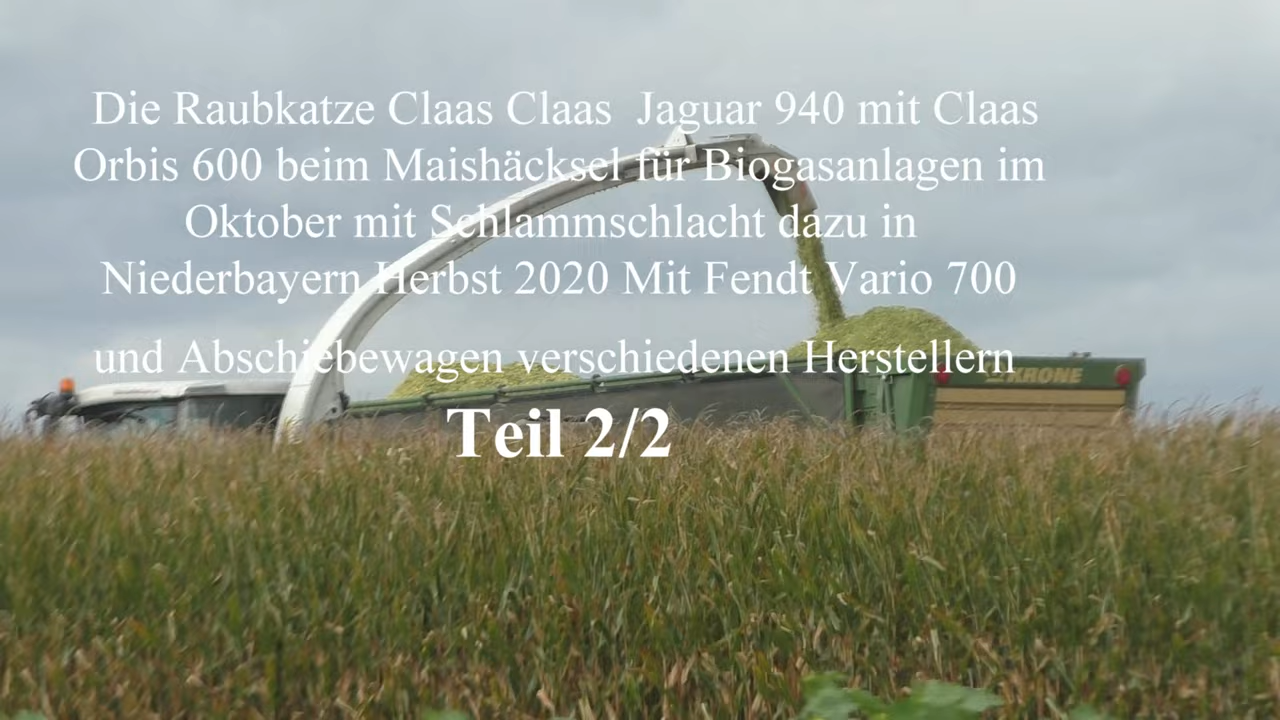 Die Raubkatze Claas Claas  Jaguar 940 mit Claas
Orbis 600 beim Maishäcksel für Biogasanlagen im
Oktober mit Schlammschlacht dazu in
Niederbayern Herbst 2020 Mit Fendt Vario 700
und Abschiebewagen verschiedenen Herstellern
KRONE
Teil 2/2